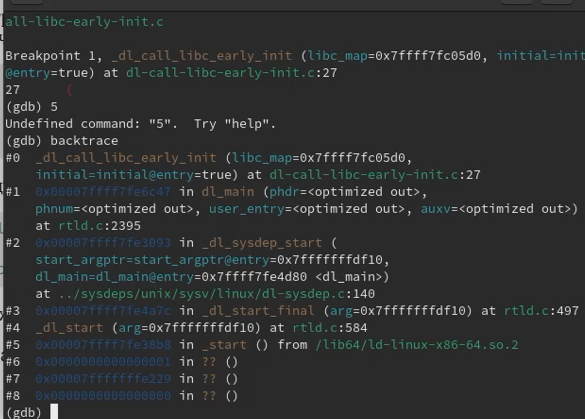 all-libc-early-init.c
Breakpoint 1, _dl_call_libc_early_init (libc_map=0x7ffff7fc05d0, initial=init
@entry=true) at dl-call-libc-early-init.c:27
27 {
(gdb) 5
Undefined command: "5". Try "help".
(gdb) backtrace
#0 _dl_call_libc_early_init (libc_map=0x7ffff7fc05d0,
initial=initial@entry=true) at dl-call-libc-early-init.c:27
#1 0x00007ffff7fe6c47 in dl_main (phdr=<optimized out>,
phnum=<optimized out>, user_entry=<optimized out>, auxv=<optimized out>)
at rtld.c:2395
#2 0x00007ffff7fe3093 in _dl_sysdep_start (
start_argptr=start_argptr@entry=0x7fffffffdf10,
dl_main=dl_main@entry=0x7ffff7fe4d80 <dl_main>)
at ../sysdeps/unix/sysv/linux/dl-sysdep.c:140
#3 0x00007ffff7fe4a7c in _dl_start_final (arg=0x7fffffffdf10) at rtld.c:497
#4 _dl_start (arg=0x7fffffffdf10) at rtld.c:584
#5 0x00007ffff7fe38b8 in _start () from /lib64/ld-linux-x86-64.so.2
#6 0x0000000000000001 in ?? ()
#7 0x00007fffffffe229 in ?? ()
#8 0x0000000000000000 in ?? ()
(gdb)